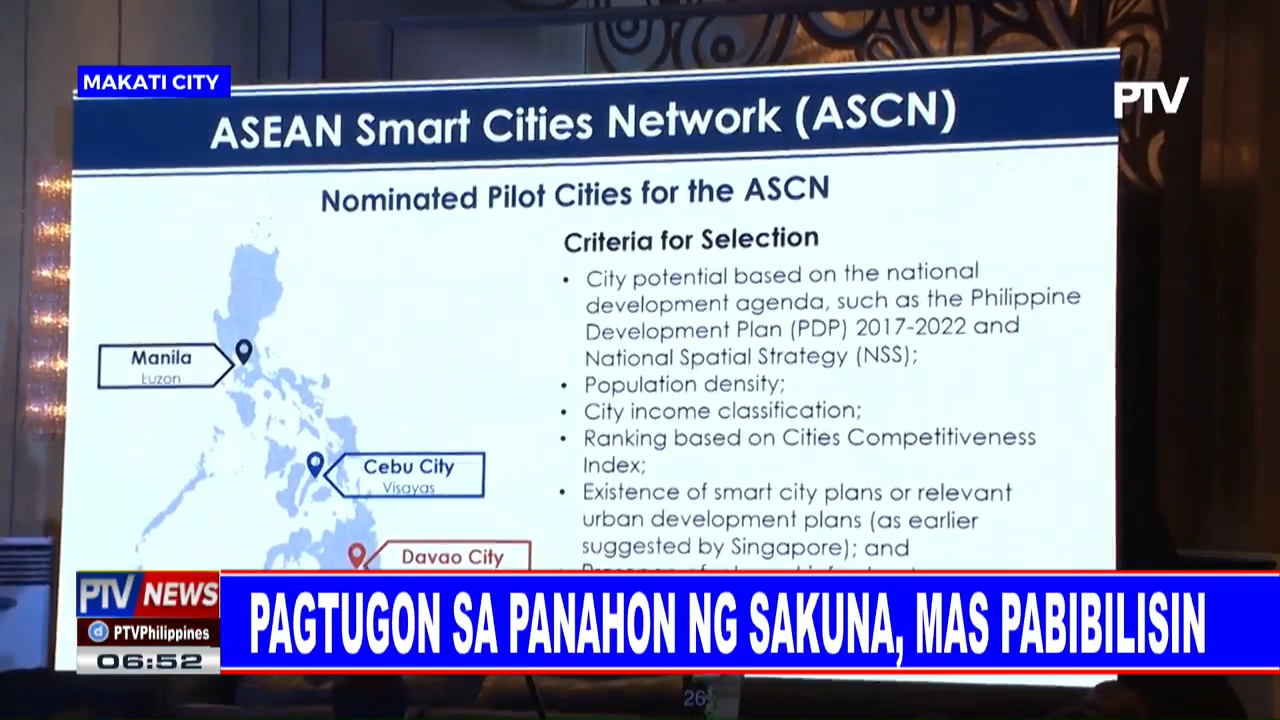 MAKATI CITY
PTV
ASEAN Smart Cities Network (ASCN)
Nominated Pilot Cities for the ASCN
Criteria for Selection
• City potential based on the national
development agenda, such as the Philippine
Development Plan (PDP) 2017-2022 and
National Spatial Strategy (NSS);
• Population density;
• City income classification;
• Ranking based on Cities Competitiveness
Index;
• Existence of smart city plans or relevant
urban development plans (as earlier
suggested by Singapore); and
Manila
Luzon
Cebu City
Visayas
Davao City
PTV NEWS
PTVPhilippines
06:52
PAGTUGON SA PANAHON NG SAKUNA, MAS PABIBILISIN
26